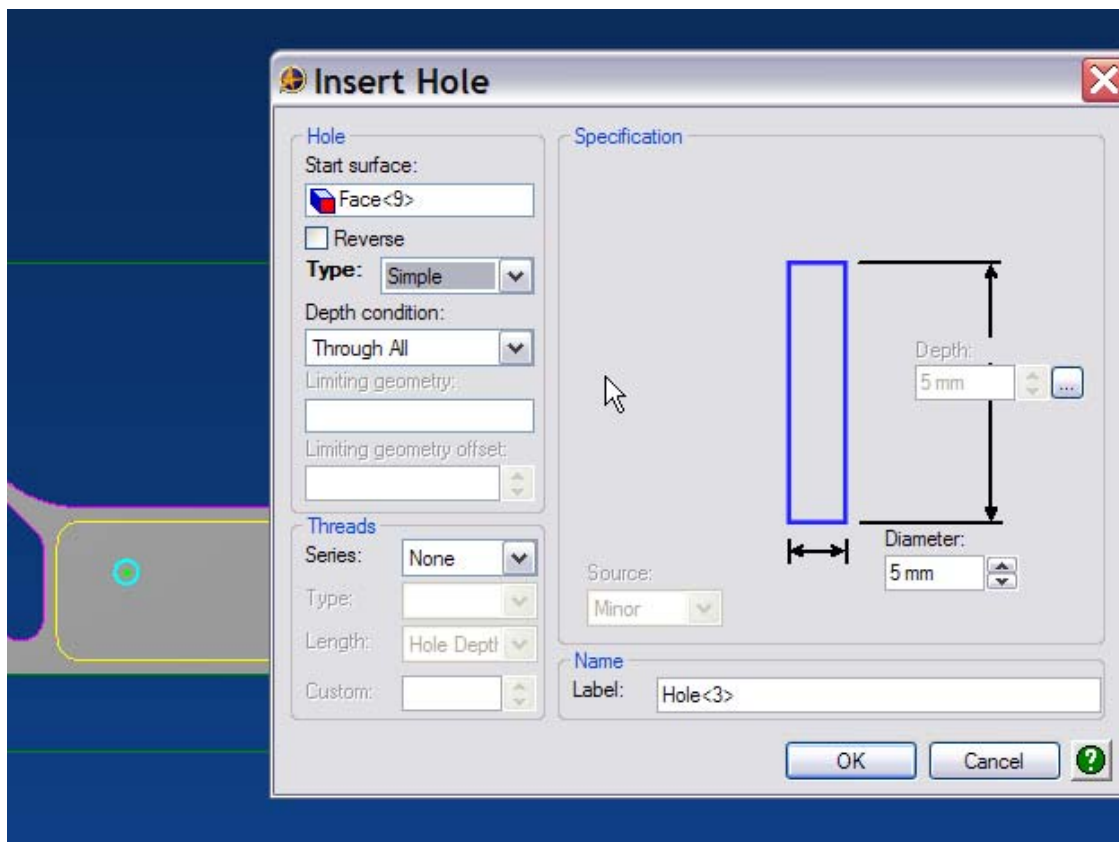 Insert Hole
Hole
Start surface:
Face<9>
Reverse
Type: Simple
Depth condition:
Through All
Limiting geometry:
Limiting geometry offset:
Threads
Series: None
Type:
Length: Hole Depth
Custom:
Specification
Depth:
5 mm ...
Diameter:
5 mm
Source:
Minor
Name
Label: Hole<3>
OK Cancel ?